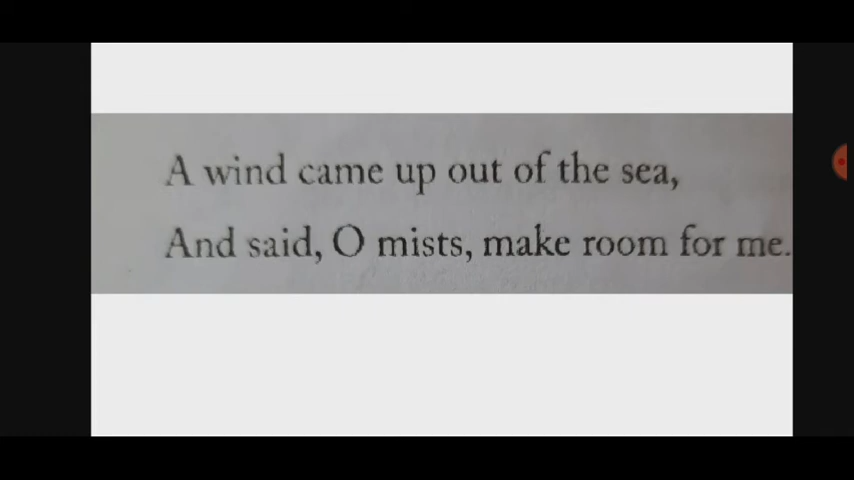 A wind came up out of the sea,
And said, O mists, make room for me.